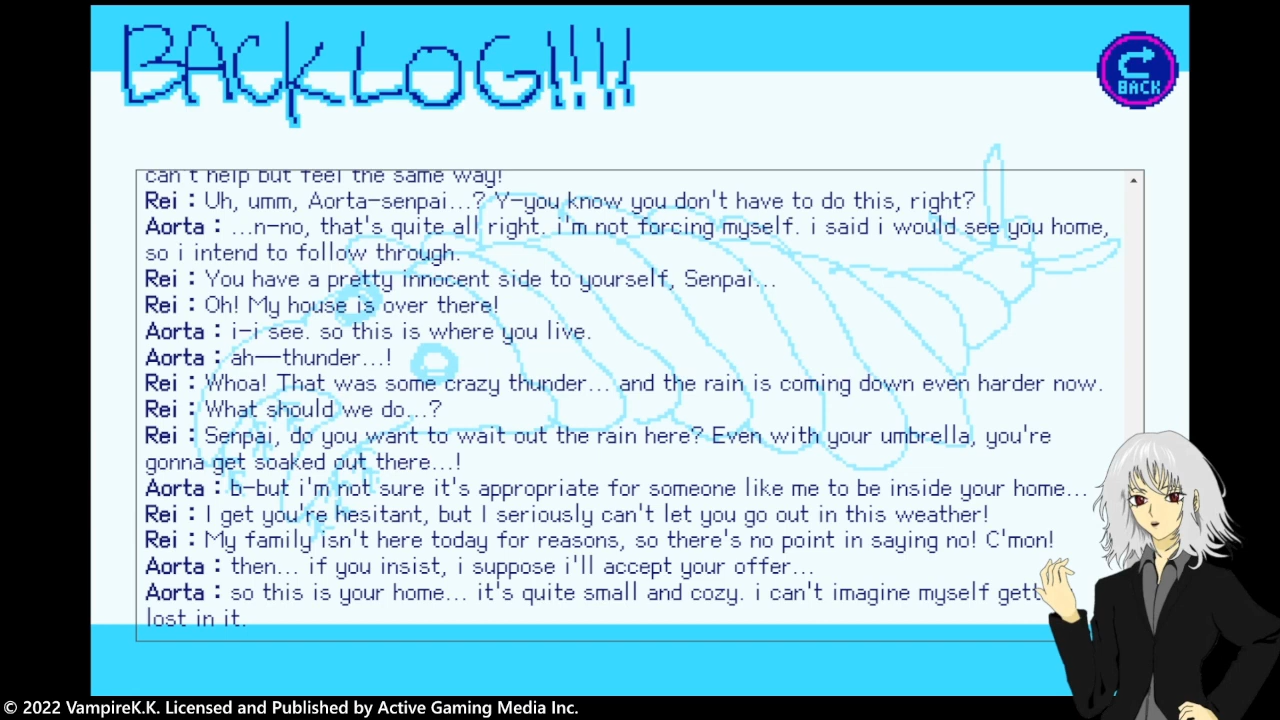 BACKLOG!!!!
BACK
can't help but feel the same way!
Rei : Uh, umm, Aorta-senpai...? Y-you know you don't have to do this, right?
Aorta : ...n-no, that's quite all right. i'm not forcing myself. i said i would see you home,
so i intend to follow through.
Rei : You have a pretty innocent side to yourself, Senpai...
Rei : Oh! My house is over there!
Aorta : i-i see. so this is where you live.
Aorta : ah—thunder...!
Rei : Whoa! That was some crazy thunder... and the rain is coming down even harder now.
Rei : What should we do...?
Rei : Senpai, do you want to wait out the rain here? Even with your umbrella, you're
gonna get soaked out there...!
Aorta : b-but i'm not sure it's appropriate for someone like me to be inside your home...
Rei : I get you're hesitant, but I seriously can't let you go out in this weather!
Rei : My family isn't here today for reasons, so there's no point in saying no! C'mon!
Aorta : then... if you insist, i suppose i'll accept your offer...
Aorta : so this is your home... it's quite small and cozy. i can't imagine myself gett
lost in it.
© 2022 VampireK.K. Licensed and Published by Active Gaming Media Inc.